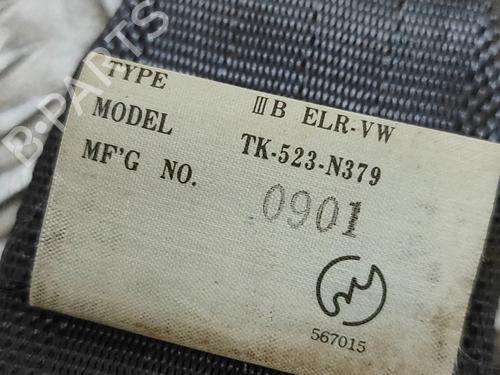 B-PARTS
TYPE ⅢB ELR-VW
MODEL TK-523-N379
MF'G NO. 0901
567015